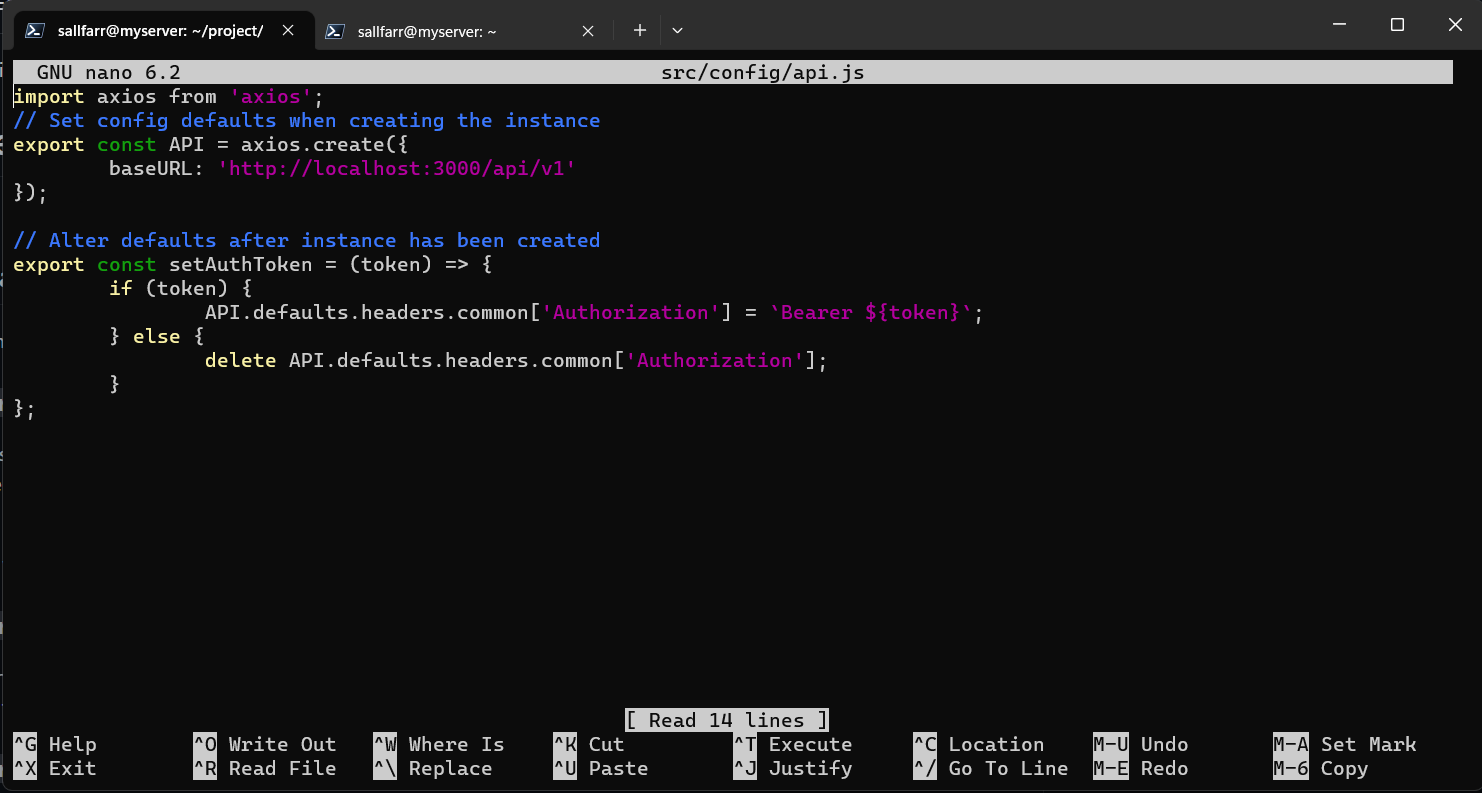 sallfarr@myserver: ~/project/ sallfarr@myserver: ~
GNU nano 6.2 src/config/api.js
import axios from 'axios';
// Set config defaults when creating the instance
export const API = axios.create({
        baseURL: 'http://localhost:3000/api/v1'
});

// Alter defaults after instance has been created
export const setAuthToken = (token) => {
        if (token) {
                API.defaults.headers.common['Authorization'] = `Bearer ${token}`;
        } else {
                delete API.defaults.headers.common['Authorization'];
        }
};
[ Read 14 lines ]
^G Help ^O Write Out ^W Where Is ^K Cut ^T Execute ^C Location M-U Undo M-A Set Mark
^X Exit ^R Read File ^\ Replace ^U Paste ^J Justify ^/ Go To Line M-E Redo M-6 Copy